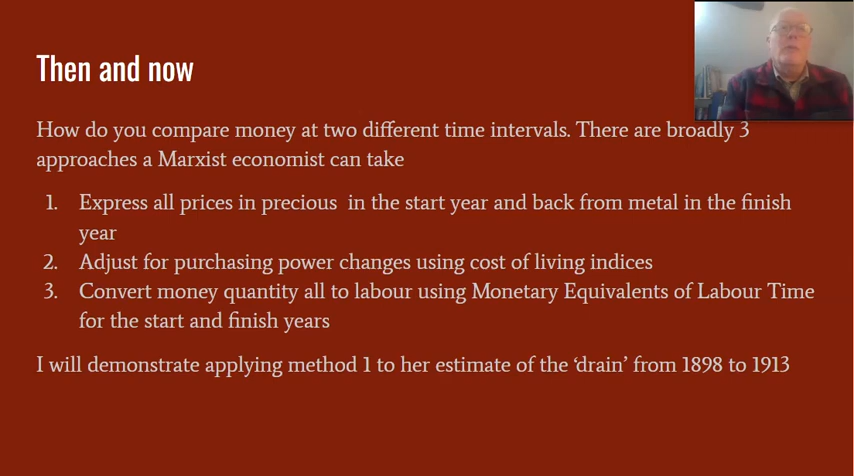 Then and now
How do you compare money at two different time intervals. There are broadly 3
approaches a Marxist economist can take
1. Express all prices in precious in the start year and back from metal in the finish
year
2. Adjust for purchasing power changes using cost of living indices
3. Convert money quantity all to labour using Monetary Equivalents of Labour Time
for the start and finish years
I will demonstrate applying method 1 to her estimate of the ‘drain’ from 1898 to 1913